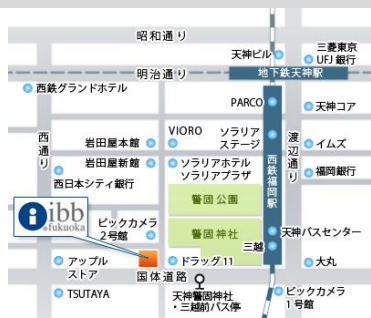 昭和通り
天神ビル
三菱東京
UFJ 銀行
明治通り
地下鉄天神駅
西鉄グランドホテル
PARCO
天神コア
西通り
岩田屋本館
VIORO
ソラリア
ステージ
渡辺通り
イムズ
岩田屋新館
ソラリアホテル
ソラリアプラザ
西鉄福岡駅
福岡銀行
西日本シティ銀行
警固公園
i ibb
fukuoka
ビックカメラ
2号館
警固神社
天神バスセンター
三越
アップル
ストア
ドラッグ11
大丸
国体道路
TSUTAYA
天神警固神社
・三越前バス停
ビックカメラ
1号館